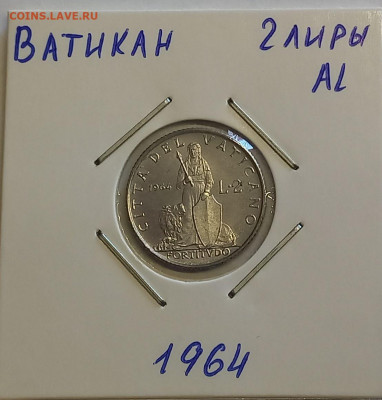 COINS.LAVE.RU
ВАТИКАН 2 ЛИРЫ
AL
CITTA DEL VATICANO
1964 L·2
FORTITVDO
1964